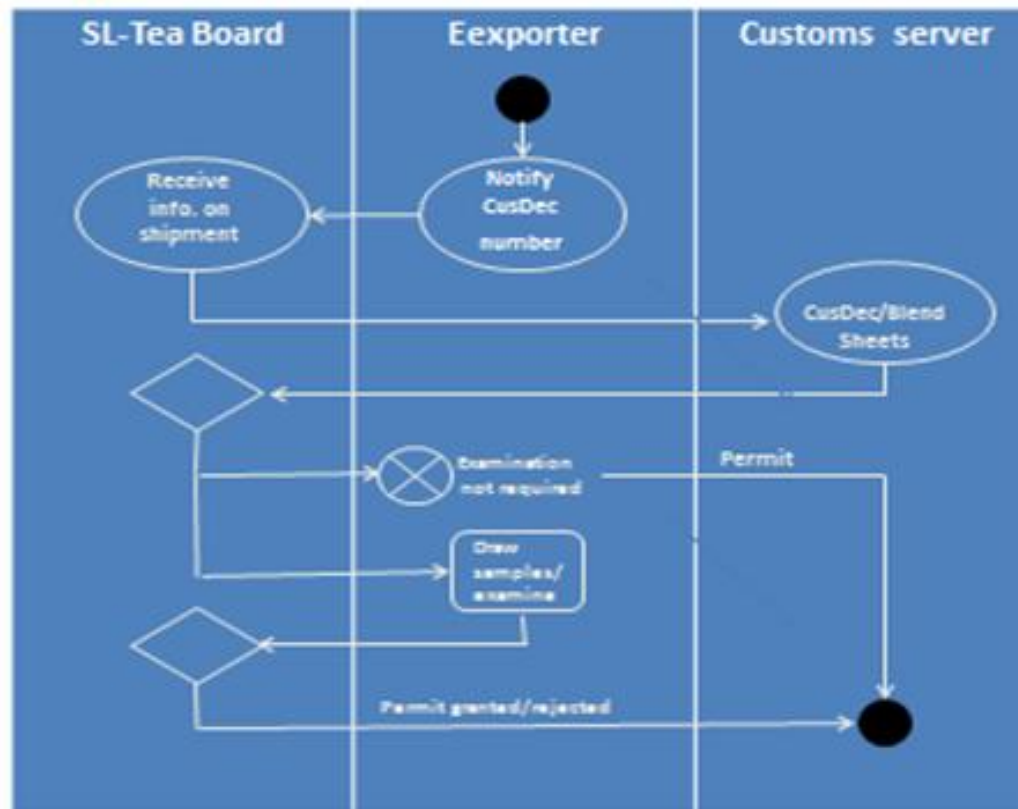 SL-Tea Board
Eexporter
Customs server
Receive
info. on
shipment
Notify
CusDec
number
CusDec/Blend
Sheets
Examination
not required
Permit
Draw
samples/
examine
Permit granted/rejected